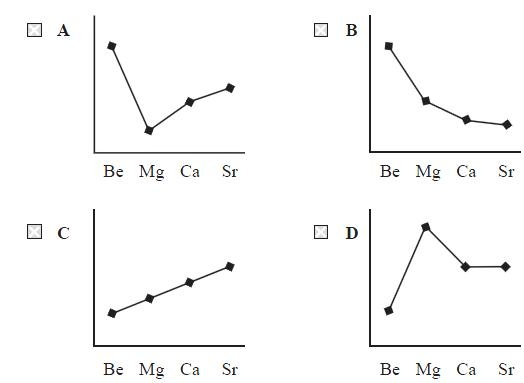 A B
Be Mg Ca Sr Be Mg Ca Sr
C D
Be Mg Ca Sr Be Mg Ca Sr